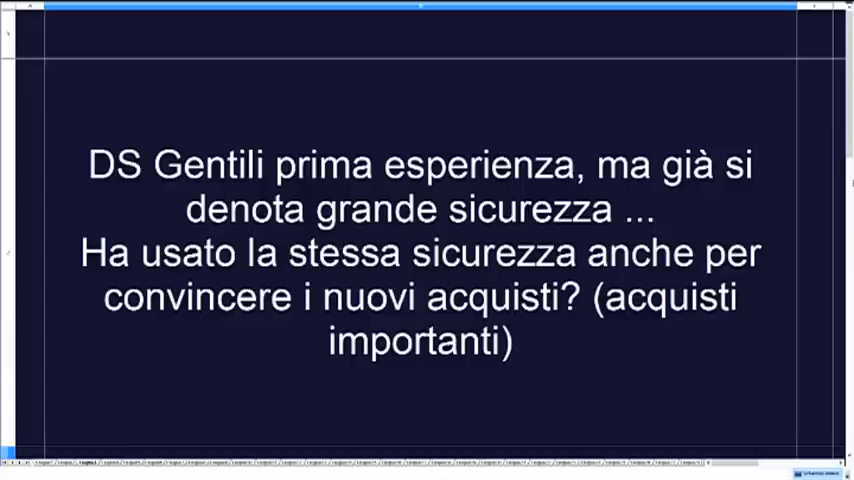 DS Gentili prima esperienza, ma già si
denota grande sicurezza ...
Ha usato la stessa sicurezza anche per
convincere i nuovi acquisti? (acquisti
importanti)